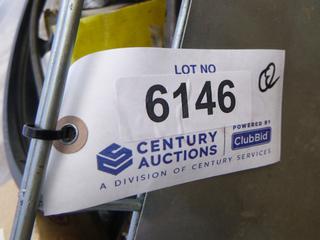 LOT NO
6146
CENTURY
AUCTIONS
POWERED BY
ClubBid
A DIVISION OF CENTURY SERVICES